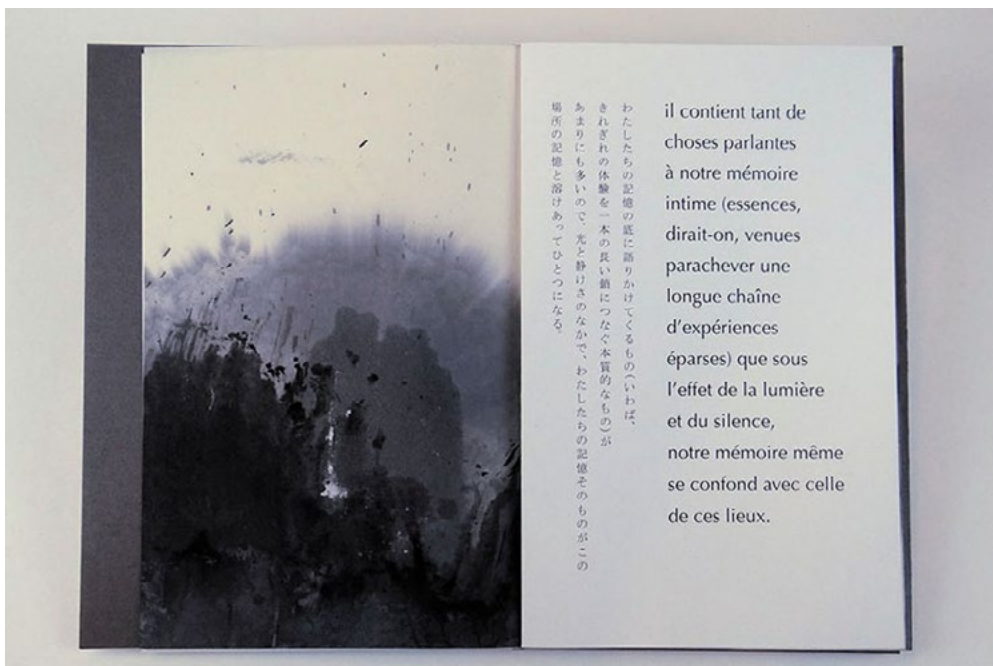 わたしたちの記憶の底に語りかけてくるもの(いわば、
きれぎれの体験を一本の長い鎖につなぐ本質的なもの)が
あまりにも多いので、光と静けさのなかで、わたしたちの記憶そのものがこの
場所の記憶と溶けあってひとつになる。
il contient tant de
choses parlantes
à notre mémoire
intime (essences,
dirait-on, venues
parachever une
longue chaîne
d’expériences
éparses) que sous
l’effet de la lumière
et du silence,
notre mémoire même
se confond avec celle
de ces lieux.